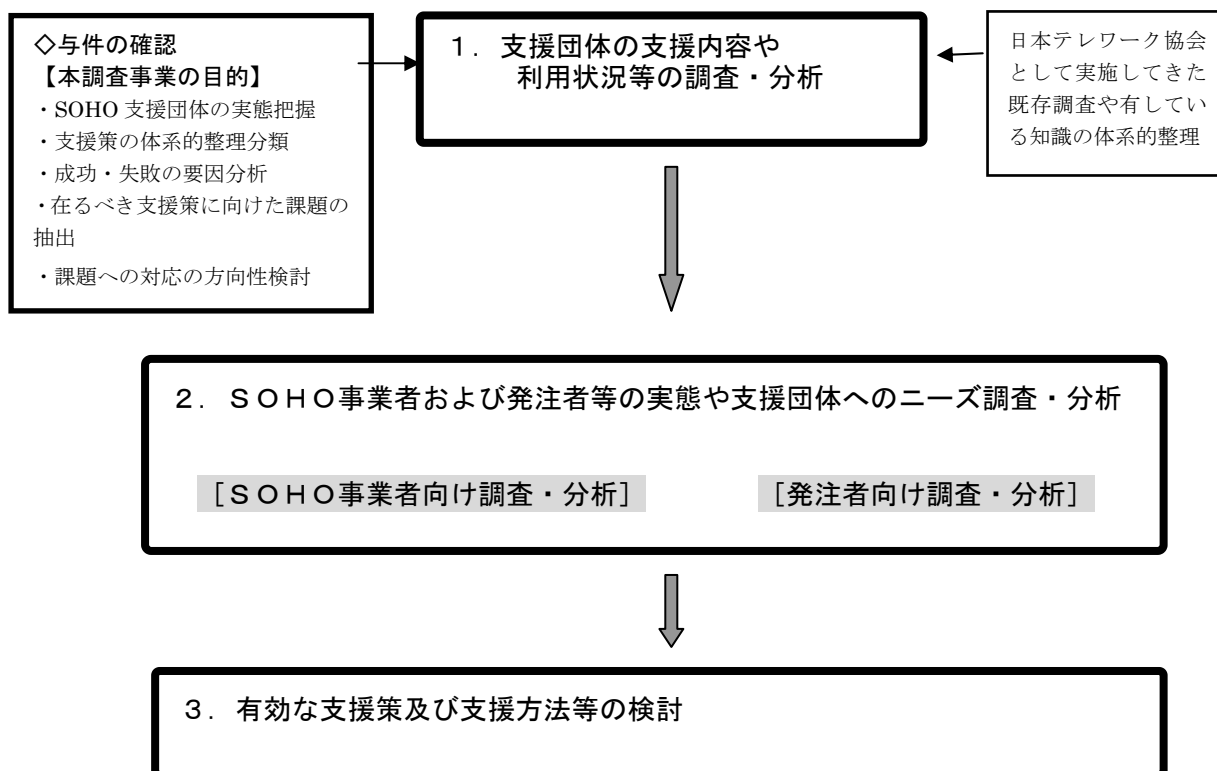 ◇与件の確認
【本調査事業の目的】
・SOHO 支援団体の実態把握
・支援策の体系的整理分類
・成功・失敗の要因分析
・在るべき支援策に向けた課題の
抽出
・課題への対応の方向性検討
１．支援団体の支援内容や
利用状況等の調査・分析
日本テレワーク協会
として実施してきた
既存調査や有してい
る知識の体系的整理
２．ＳＯＨＯ事業者および発注者等の実態や支援団体へのニーズ調査・分析
［ＳＯＨＯ事業者向け調査・分析］
［発注者向け調査・分析］
３．有効な支援策及び支援方法等の検討